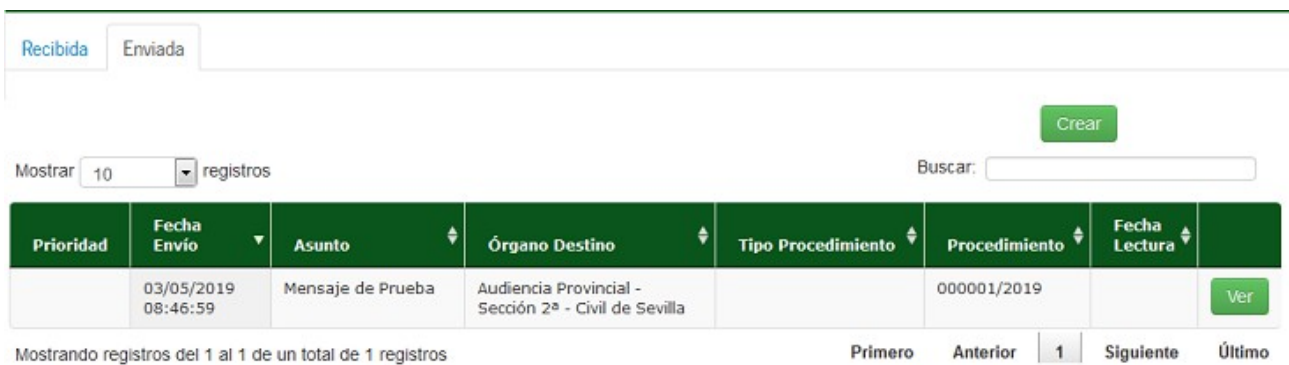 Recibida Enviada
Crear
Mostrar 10 registros Buscar:
Prioridad Fecha Envío Asunto Órgano Destino Tipo Procedimiento Procedimiento Fecha Lectura
03/05/2019 Mensaje de Prueba Audiencia Provincial - 000001/2019 Ver
08:46:59 Sección 2ª - Civil de Sevilla
Mostrando registros del 1 al 1 de un total de 1 registros Primero Anterior 1 Siguiente Último